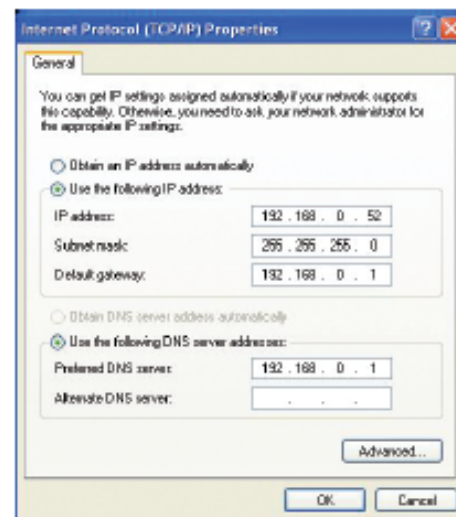 Internet Protocol (TCP/IP) Properties
General
You can get IP settings assigned automatically if your network supports
this capability. Otherwise, you need to ask your network administrator for
the appropriate IP settings.
Obtain an IP address automatically
Use the following IP address:
IP address: 192 . 168 . 0 . 52
Subnet mask: 255 . 255 . 255 . 0
Default gateway: 192 . 168 . 0 . 1
Obtain DNS server address automatically
Use the following DNS server addresses:
Preferred DNS server: 192 . 168 . 0 . 1
Alternate DNS server: . . .
Advanced...
OK Cancel